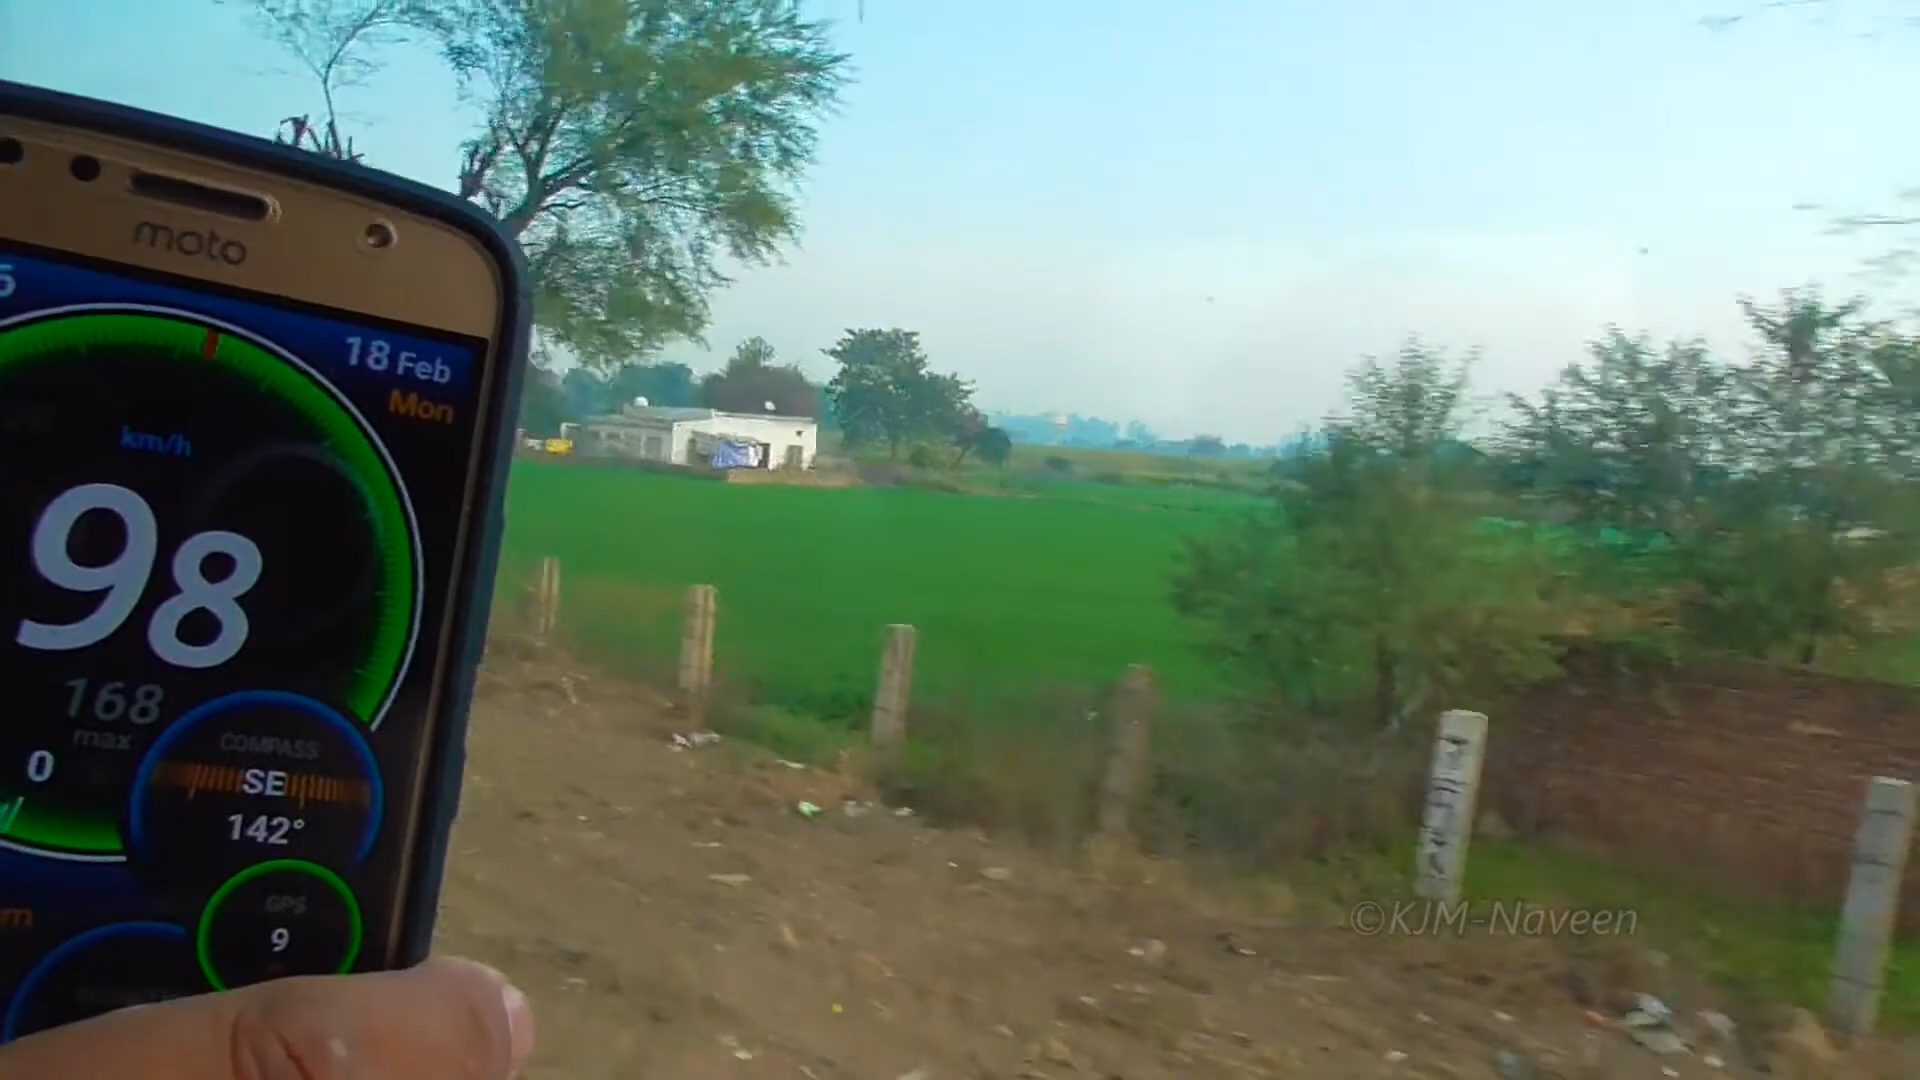 moto
18 Feb
Mon
km/h
98
168
max
0
COMPASS
SE
142°
GPS
9
©KJM-Naveen